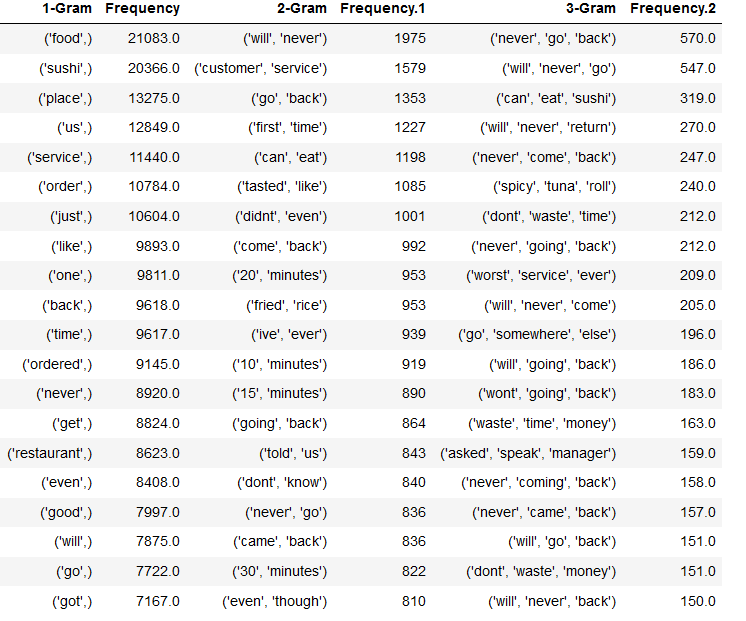 1-Gram Frequency 2-Gram Frequency.1 3-Gram Frequency.2
('food',) 21083.0 ('will', 'never') 1975 ('never', 'go', 'back') 570.0
('sushi',) 20366.0 ('customer', 'service') 1579 ('will', 'never', 'go') 547.0
('place',) 13275.0 ('go', 'back') 1353 ('can', 'eat', 'sushi') 319.0
('us',) 12849.0 ('first', 'time') 1227 ('will', 'never', 'return') 270.0
('service',) 11440.0 ('can', 'eat') 1198 ('never', 'come', 'back') 247.0
('order',) 10784.0 ('tasted', 'like') 1085 ('spicy', 'tuna', 'roll') 240.0
('just',) 10604.0 ('didnt', 'even') 1001 ('dont', 'waste', 'time') 212.0
('like',) 9893.0 ('come', 'back') 992 ('never', 'going', 'back') 212.0
('one',) 9811.0 ('20', 'minutes') 953 ('worst', 'service', 'ever') 209.0
('back',) 9618.0 ('fried', 'rice') 953 ('will', 'never', 'come') 205.0
('time',) 9617.0 ('ive', 'ever') 939 ('go', 'somewhere', 'else') 196.0
('ordered',) 9145.0 ('10', 'minutes') 919 ('will', 'going', 'back') 186.0
('never',) 8920.0 ('15', 'minutes') 890 ('wont', 'going', 'back') 183.0
('get',) 8824.0 ('going', 'back') 864 ('waste', 'time', 'money') 163.0
('restaurant',) 8623.0 ('told', 'us') 843 ('asked', 'speak', 'manager') 159.0
('even',) 8408.0 ('dont', 'know') 840 ('never', 'coming', 'back') 158.0
('good',) 7997.0 ('never', 'go') 836 ('never', 'came', 'back') 157.0
('will',) 7875.0 ('came', 'back') 836 ('will', 'go', 'back') 151.0
('go',) 7722.0 ('30', 'minutes') 822 ('dont', 'waste', 'money') 151.0
('got',) 7167.0 ('even', 'though') 810 ('will', 'never', 'back') 150.0